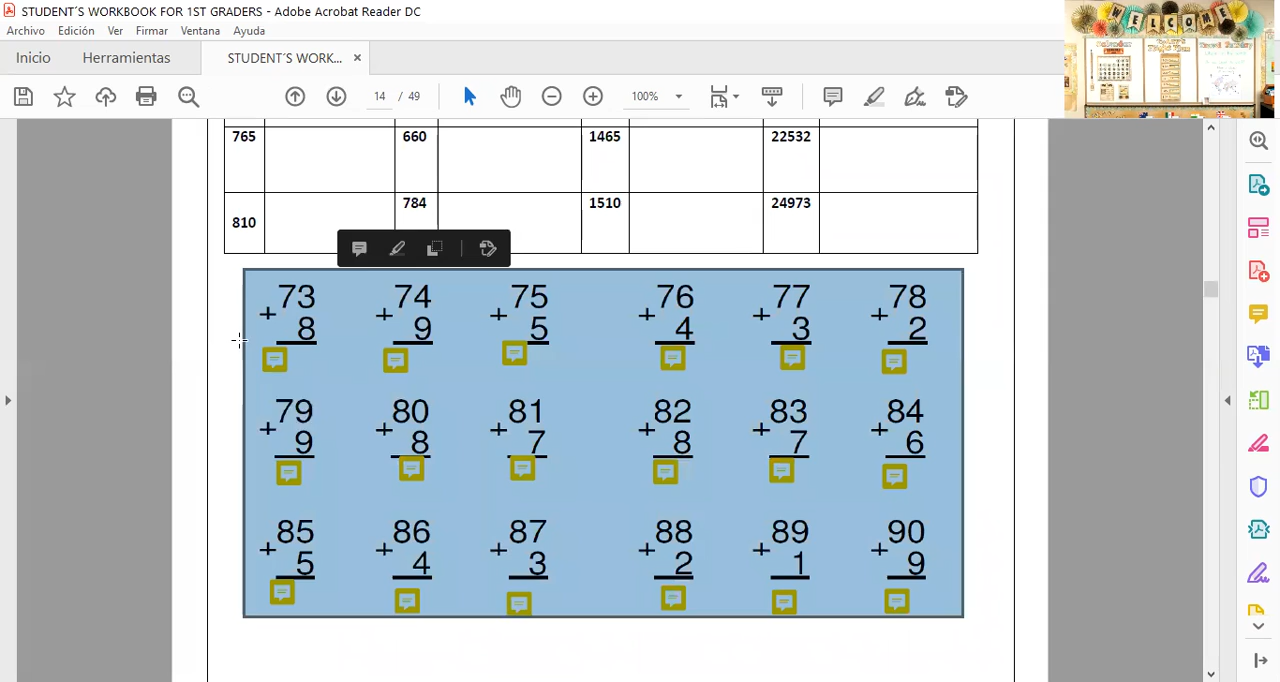 STUDENT´S WORKBOOK FOR 1ST GRADERS - Adobe Acrobat Reader DC
Archivo Edición Ver Firmar Ventana Ayuda
Inicio Herramientas STUDENT´S WORK... ×
14 / 49 100%
WELCOME
Calendar
765 660 1465 22532
810 784 1510 24973
73 74 75 76 77 78
+ 8 + 9 + 5 + 4 + 3 + 2
79 80 81 82 83 84
+ 9 + 8 + 7 + 8 + 7 + 6
85 86 87 88 89 90
+ 5 + 4 + 3 + 2 + 1 + 9